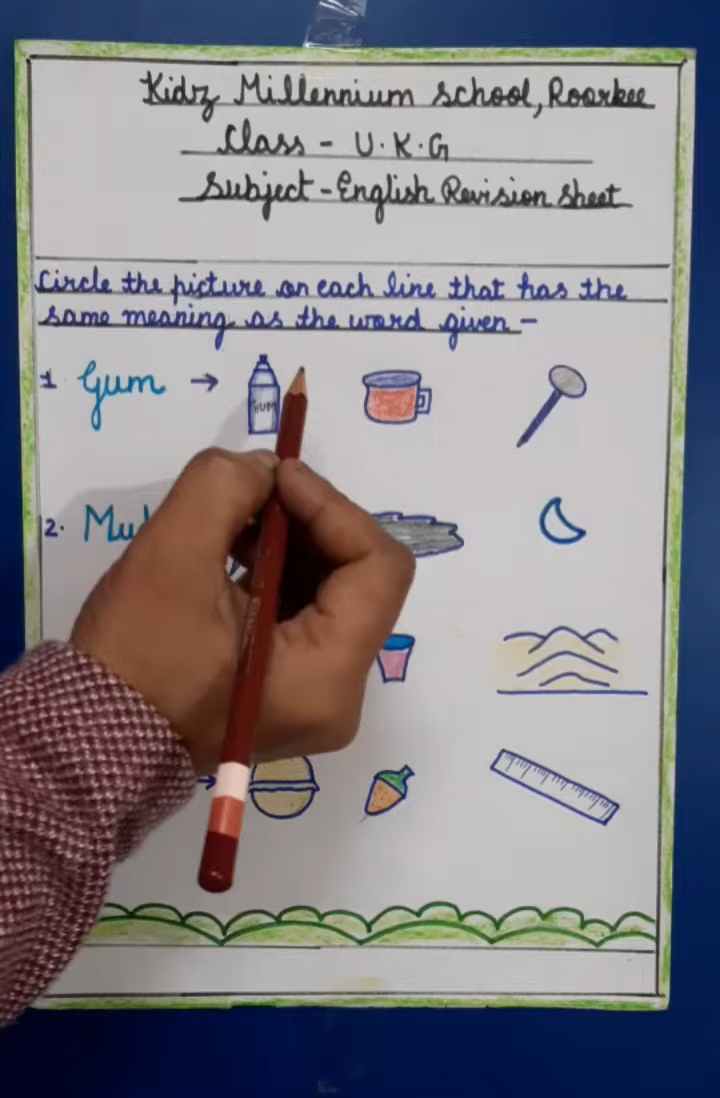 Kidz Millennium School, Roorkee
Class - U.K.G
Subject - English Revision Sheet
Circle the picture on each line that has the
same meaning as the word given -
1. Gum → GUM
2.